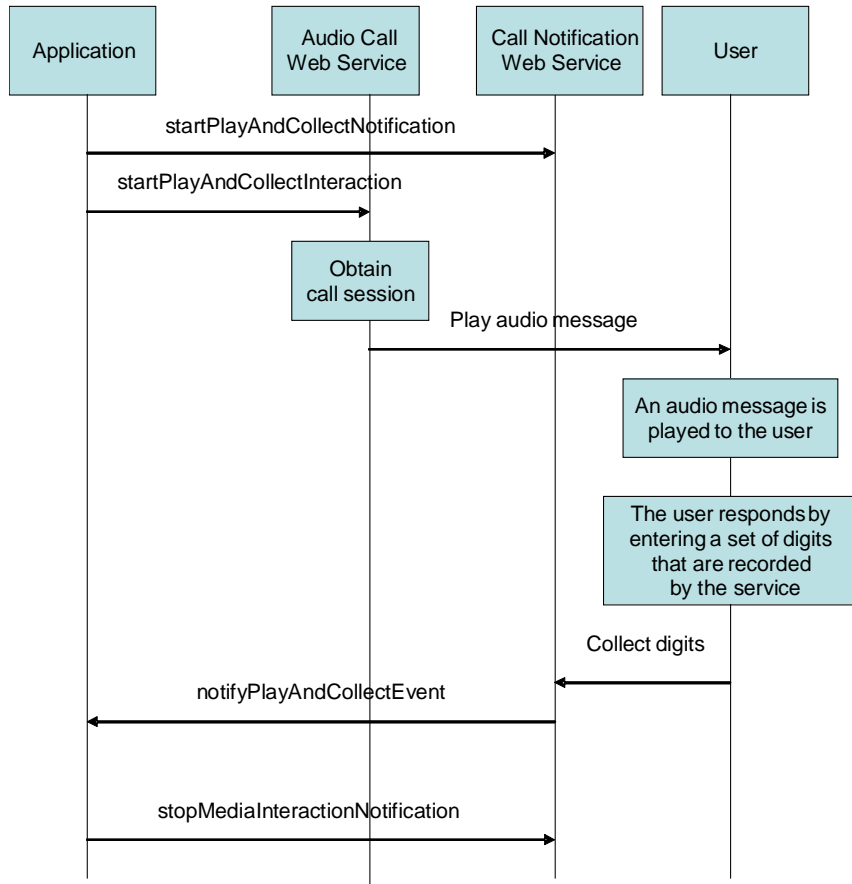 Application
Audio Call
Web Service
Call Notification
Web Service
User
startPlayAndCollectNotification
startPlayAndCollectInteraction
Obtain
call session
Play audio message
An audio message is
played to the user
The user responds by
entering a set of digits
that are recorded
by the service
Collect digits
notifyPlayAndCollectEvent
stopMediaInteractionNotification